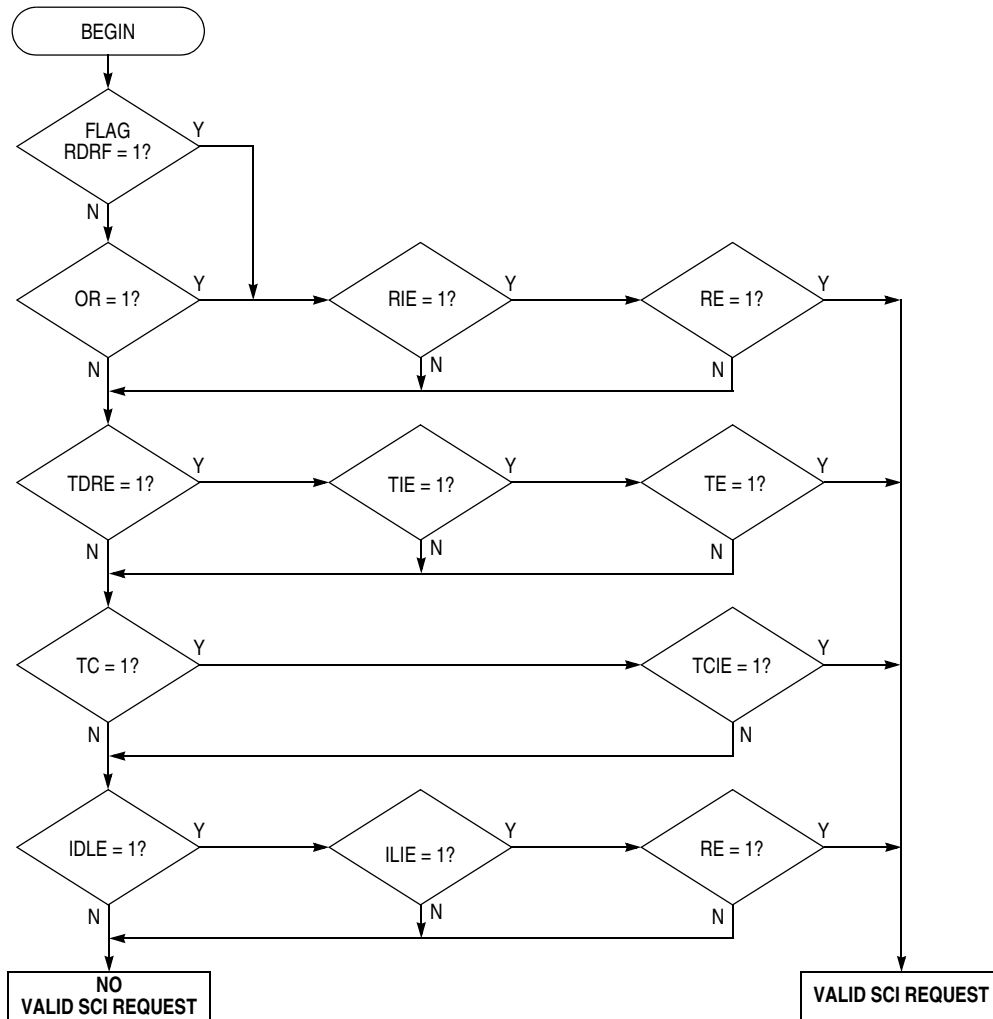 BEGIN
FLAG
RDRF = 1?
Y
N
OR = 1?
Y
RIE = 1?
Y
RE = 1?
Y
N
N
N
TDRE = 1?
Y
TIE = 1?
Y
TE = 1?
Y
N
N
N
TC = 1?
Y
TCIE = 1?
Y
N
N
IDLE = 1?
Y
ILIE = 1?
Y
RE = 1?
Y
N
N
N
NO
VALID SCI REQUEST
VALID SCI REQUEST